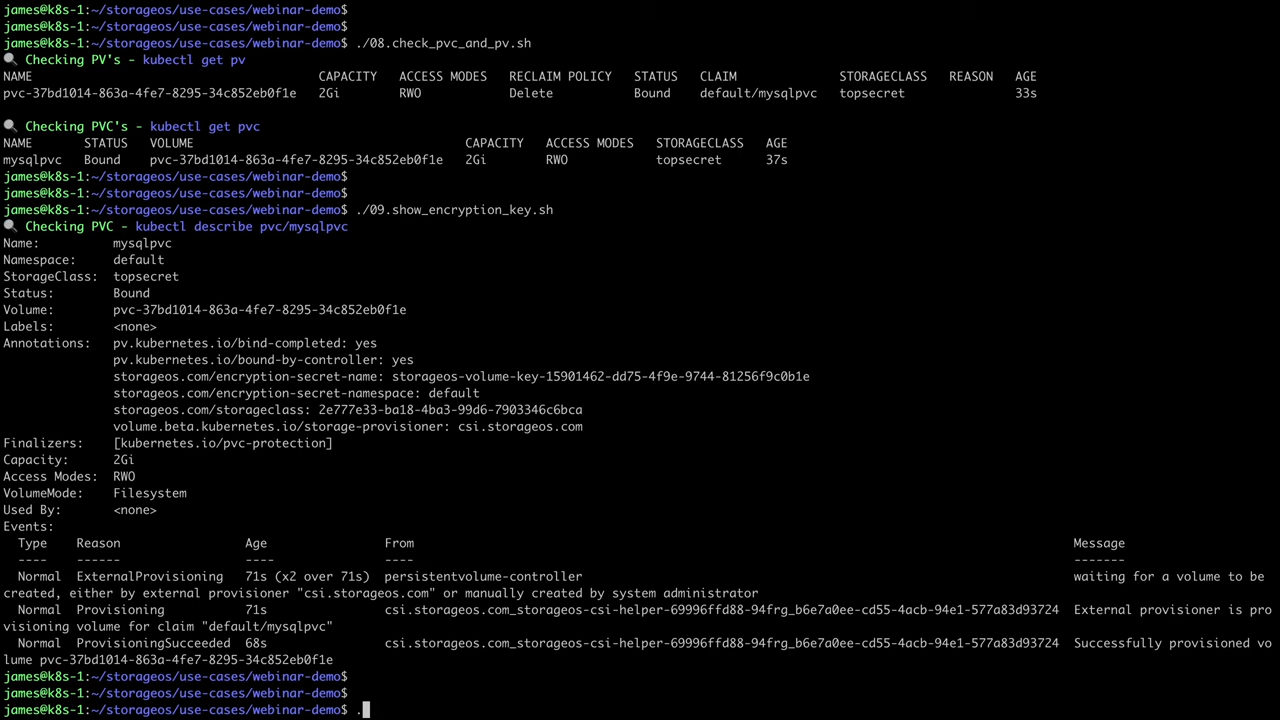 james@k8s-1:~/storageos/use-cases/webinar-demo$
james@k8s-1:~/storageos/use-cases/webinar-demo$
james@k8s-1:~/storageos/use-cases/webinar-demo$ ./08.check_pvc_and_pv.sh
🔍 Checking PV's - kubectl get pv
NAME CAPACITY ACCESS MODES RECLAIM POLICY STATUS CLAIM STORAGECLASS REASON AGE
pvc-37bd1014-863a-4fe7-8295-34c852eb0f1e 2Gi RWO Delete Bound default/mysqlpvc topsecret 33s
🔍 Checking PVC's - kubectl get pvc
NAME STATUS VOLUME CAPACITY ACCESS MODES STORAGECLASS AGE
mysqlpvc Bound pvc-37bd1014-863a-4fe7-8295-34c852eb0f1e 2Gi RWO topsecret 37s
james@k8s-1:~/storageos/use-cases/webinar-demo$
james@k8s-1:~/storageos/use-cases/webinar-demo$
james@k8s-1:~/storageos/use-cases/webinar-demo$ ./09.show_encryption_key.sh
🔍 Checking PVC - kubectl describe pvc/mysqlpvc
Name: mysqlpvc
Namespace: default
StorageClass: topsecret
Status: Bound
Volume: pvc-37bd1014-863a-4fe7-8295-34c852eb0f1e
Labels: <none>
Annotations: pv.kubernetes.io/bind-completed: yes
pv.kubernetes.io/bound-by-controller: yes
storageos.com/encryption-secret-name: storageos-volume-key-15901462-dd75-4f9e-9744-81256f9c0b1e
storageos.com/encryption-secret-namespace: default
storageos.com/storageclass: 2e777e33-ba18-4ba3-99d6-7903346c6bca
volume.beta.kubernetes.io/storage-provisioner: csi.storageos.com
Finalizers: [kubernetes.io/pvc-protection]
Capacity: 2Gi
Access Modes: RWO
VolumeMode: Filesystem
Used By: <none>
Events:
Type Reason Age From Message
---- ------ ---- ---- -------
Normal ExternalProvisioning 71s (x2 over 71s) persistentvolume-controller waiting for a volume to be
created, either by external provisioner "csi.storageos.com" or manually created by system administrator
Normal Provisioning 71s csi.storageos.com_storageos-csi-helper-69996ffd88-94frg_b6e7a0ee-cd55-4acb-94e1-577a83d93724 External provisioner is pro
visioning volume for claim "default/mysqlpvc"
Normal ProvisioningSucceeded 68s csi.storageos.com_storageos-csi-helper-69996ffd88-94frg_b6e7a0ee-cd55-4acb-94e1-577a83d93724 Successfully provisioned vo
lume pvc-37bd1014-863a-4fe7-8295-34c852eb0f1e
james@k8s-1:~/storageos/use-cases/webinar-demo$
james@k8s-1:~/storageos/use-cases/webinar-demo$
james@k8s-1:~/storageos/use-cases/webinar-demo$ .